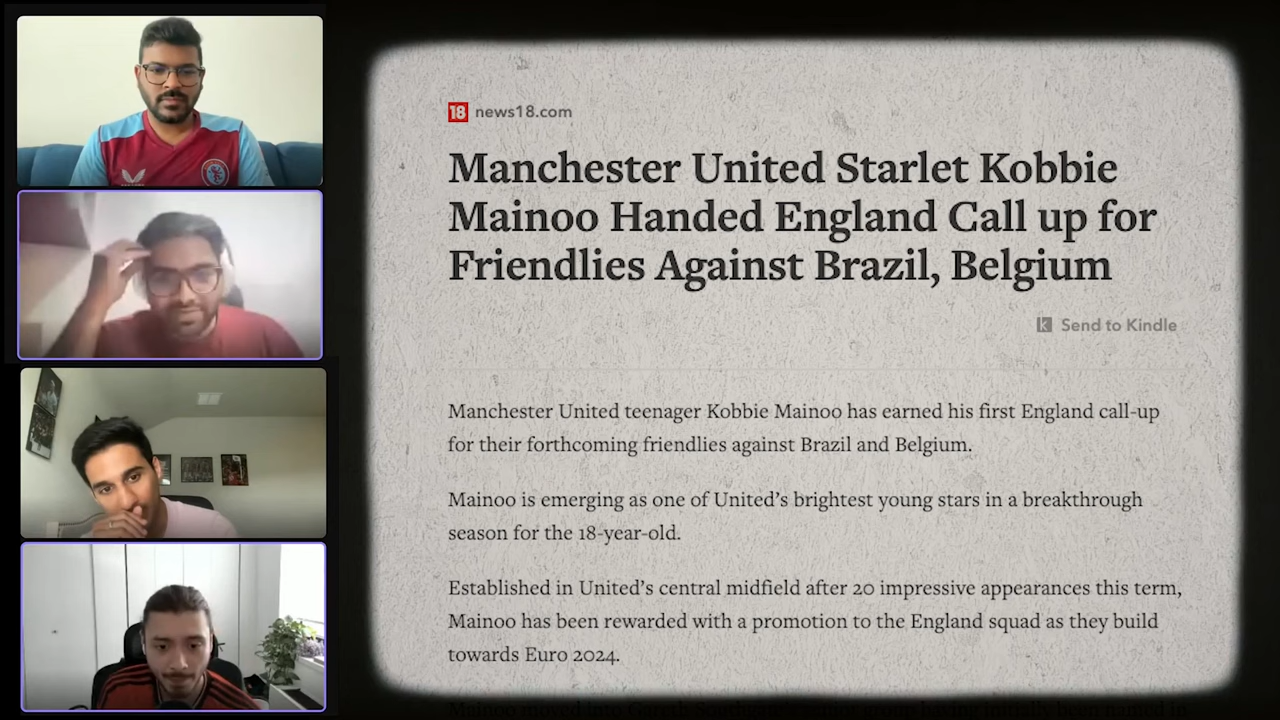 18 news18.com
Manchester United Starlet Kobbie
Mainoo Handed England Call up for
Friendlies Against Brazil, Belgium
Send to Kindle
Manchester United teenager Kobbie Mainoo has earned his first England call-up
for their forthcoming friendlies against Brazil and Belgium.
Mainoo is emerging as one of United’s brightest young stars in a breakthrough
season for the 18-year-old.
Established in United’s central midfield after 20 impressive appearances this term,
Mainoo has been rewarded with a promotion to the England squad as they build
towards Euro 2024.